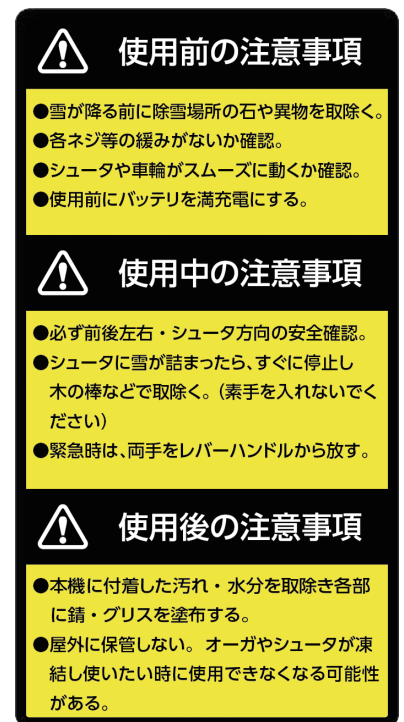 使用前の注意事項
●雪が降る前に除雪場所の石や異物を取除く。
●各ネジ等の緩みがないか確認。
●シュータや車輪がスムーズに動くか確認。
●使用前にバッテリを満充電にする。
使用中の注意事項
●必ず前後左右・シュータ方向の安全確認。
●シュータに雪が詰まったら、すぐに停止し
木の棒などで取除く。（素手を入れないでく
ださい）
●緊急時は、両手をレバーハンドルから放す。
使用後の注意事項
●本機に付着した汚れ・水分を取除き各部
に錆・グリスを塗布する。
●屋外に保管しない。オーガやシュータが凍
結し使いたい時に使用できなくなる可能性
がある。